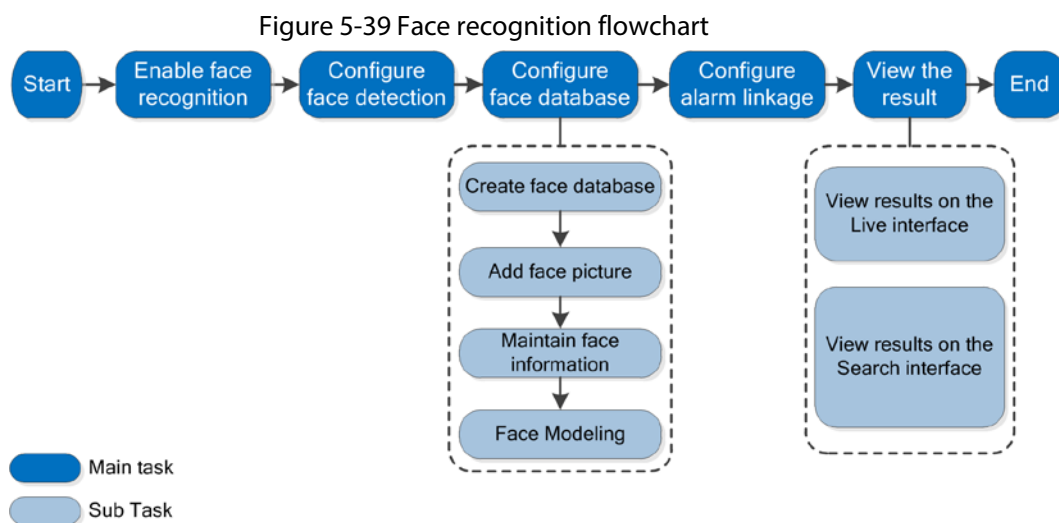 Figure 5-39 Face recognition flowchart
Start
Enable face
recognition
Configure
face detection
Configure
face database
Configure
alarm linkage
View the
result
End
Create face database
Add face picture
Maintain face
information
Face Modeling
View results on the
Live interface
View results on the
Search interface
Main task
Sub Task